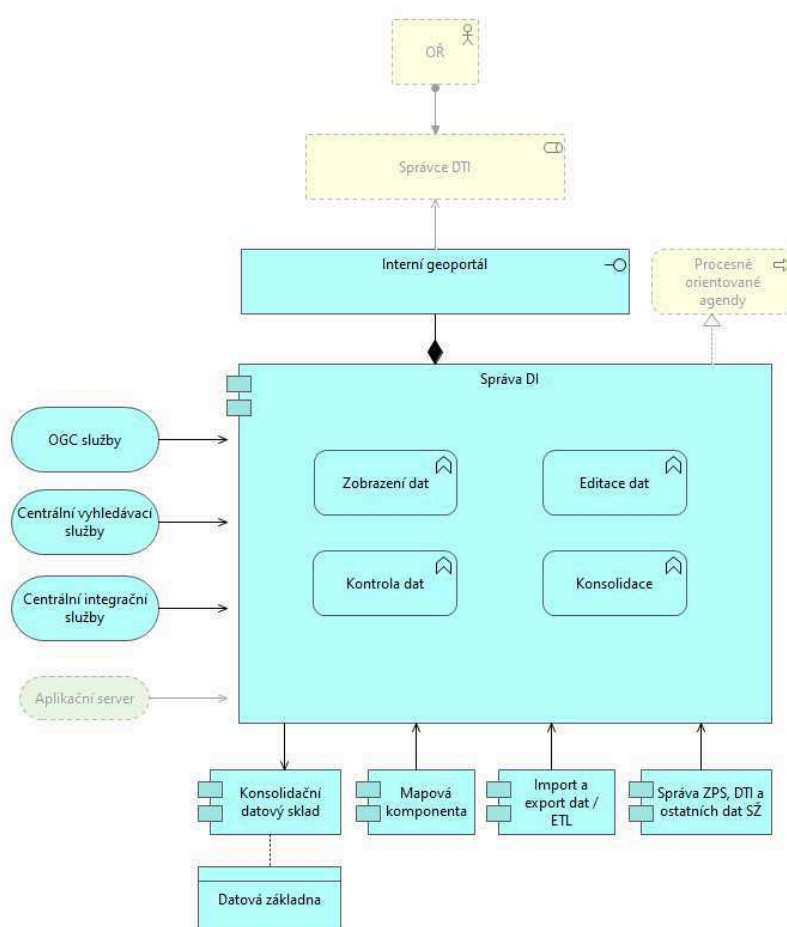 OŘ
Správce DTI
Interní geoportál
Procesně
orientované
agendy
Správa DI
OGC služby
Zobrazení dat
Editace dat
Centrální vyhledávací
služby
Kontrola dat
Konsolidace
Centrální integrační
služby
Aplikační server
Konsolidační
datový sklad
Mapová
komponenta
Import a
export dat /
ETL
Správa ZPS, DTI a
ostatních dat SŽ
Datová základna